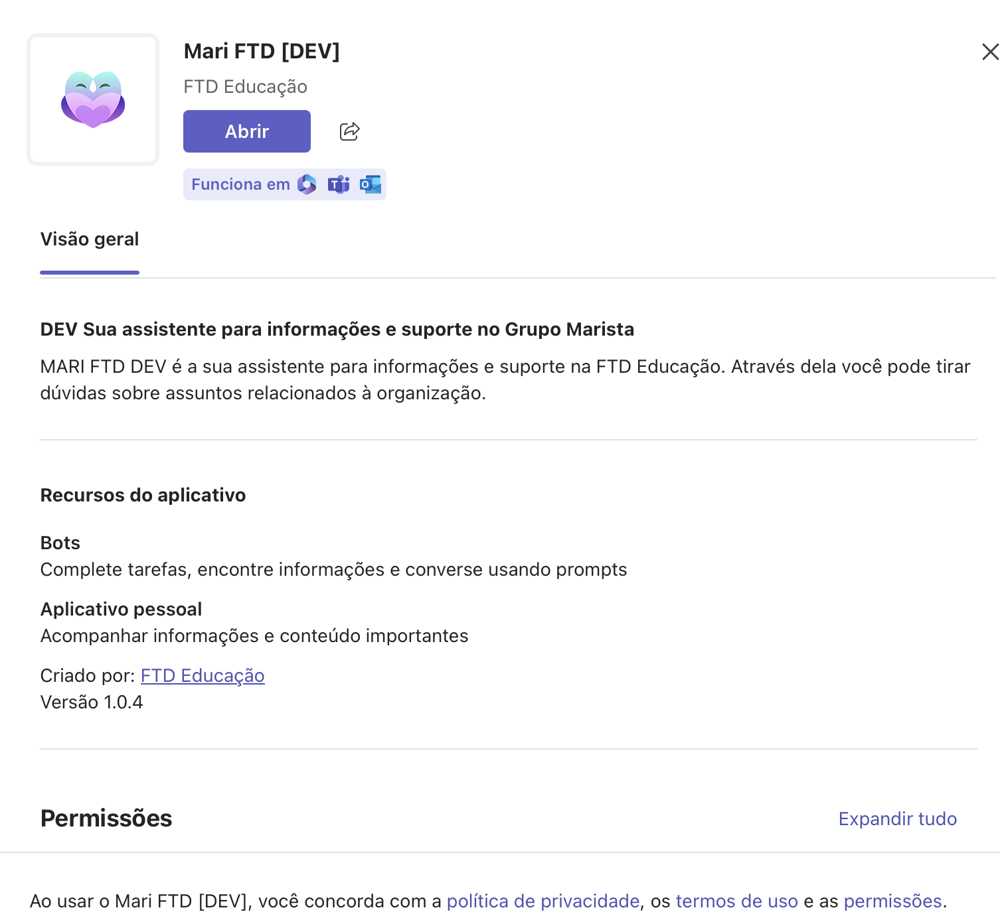 Mari FTD [DEV]
FTD Educação
Abrir
Funciona em
Visão geral
DEV Sua assistente para informações e suporte no Grupo Marista
MARI FTD DEV é a sua assistente para informações e suporte na FTD Educação. Através dela você pode tirar
dúvidas sobre assuntos relacionados à organização.
Recursos do aplicativo
Bots
Complete tarefas, encontre informações e converse usando prompts
Aplicativo pessoal
Acompanhar informações e conteúdo importantes
Criado por: FTD Educação
Versão 1.0.4
Permissões
Expandir tudo
Ao usar o Mari FTD [DEV], você concorda com a política de privacidade, os termos de uso e as permissões.